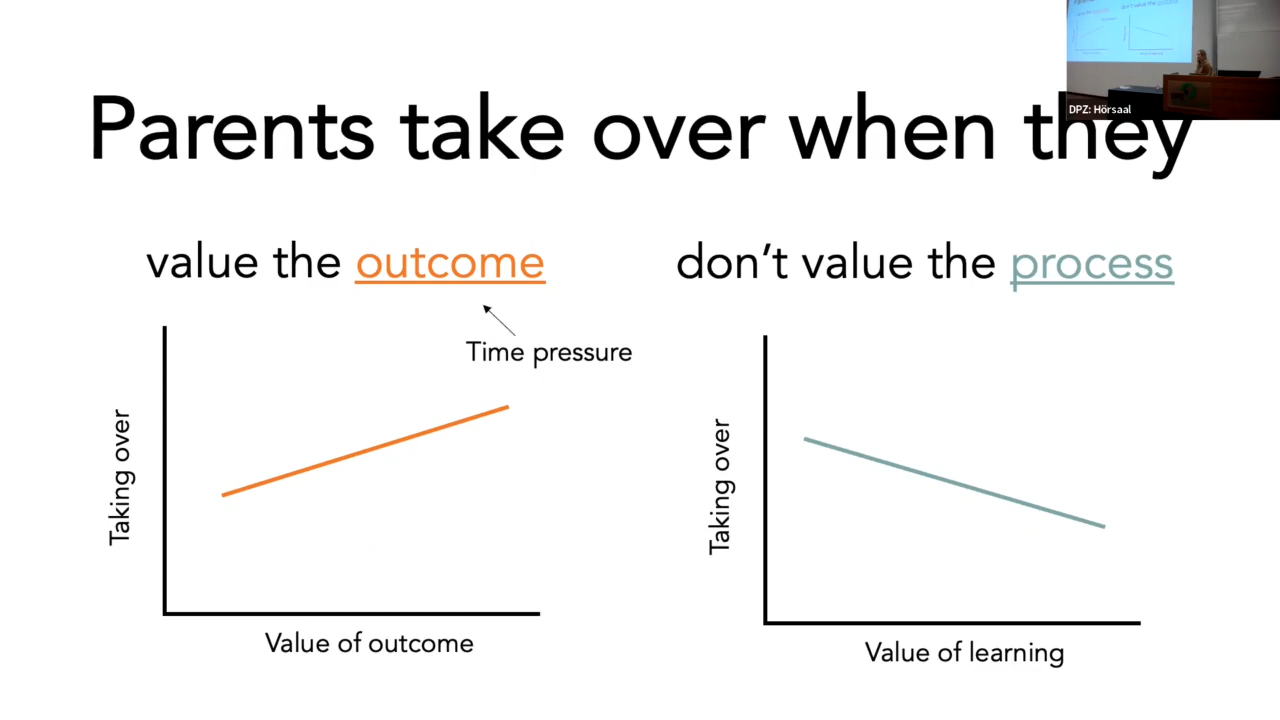 Parents take over when they
DPZ: Hörsaal
value the outcome
don't value the process
Time pressure
Taking over
Value of outcome
Taking over
Value of learning